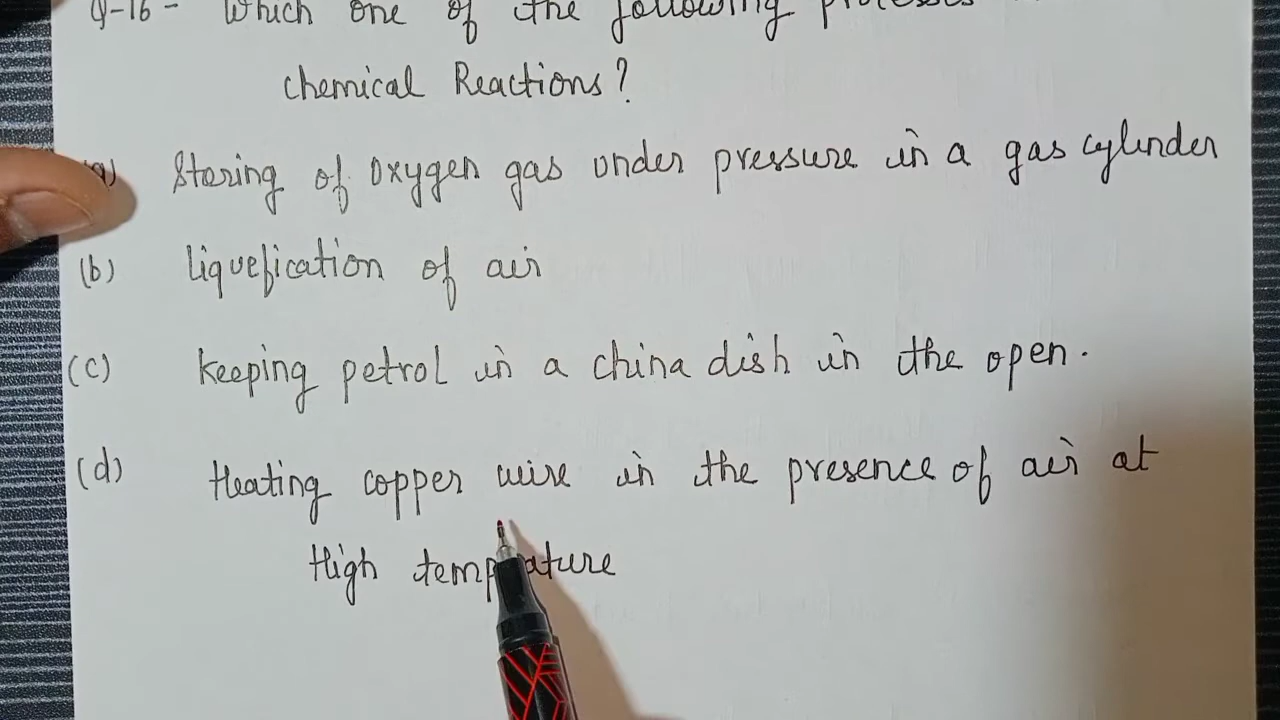 Q-16 - Which one of the following processes
chemical Reactions?
(a) Storing of oxygen gas under pressure in a gas cylinder
(b) liquefication of air
(c) keeping petrol in a china dish in the open.
(d) Heating copper wire in the presence of air at
High temperature